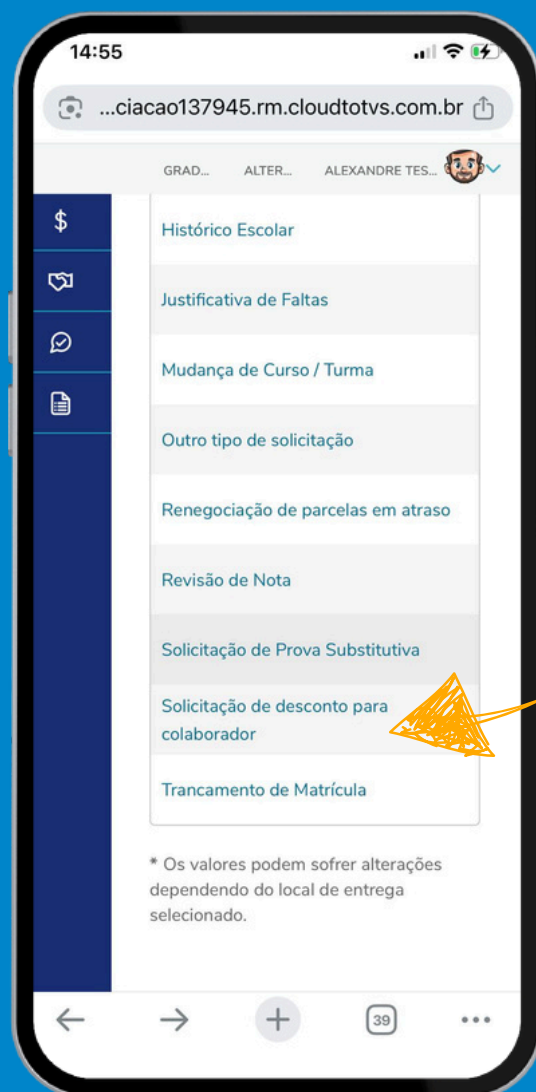 14:55
...ciacao137945.rm.cloudtotvs.com.br
GRAD... ALTER... ALEXANDRE TES...
$
Histórico Escolar
Justificativa de Faltas
Mudança de Curso / Turma
Outro tipo de solicitação
Renegociação de parcelas em atraso
Revisão de Nota
Solicitação de Prova Substitutiva
Solicitação de desconto para
colaborador
Trancamento de Matrícula
* Os valores podem sofrer alterações
dependendo do local de entrega
selecionado.
39